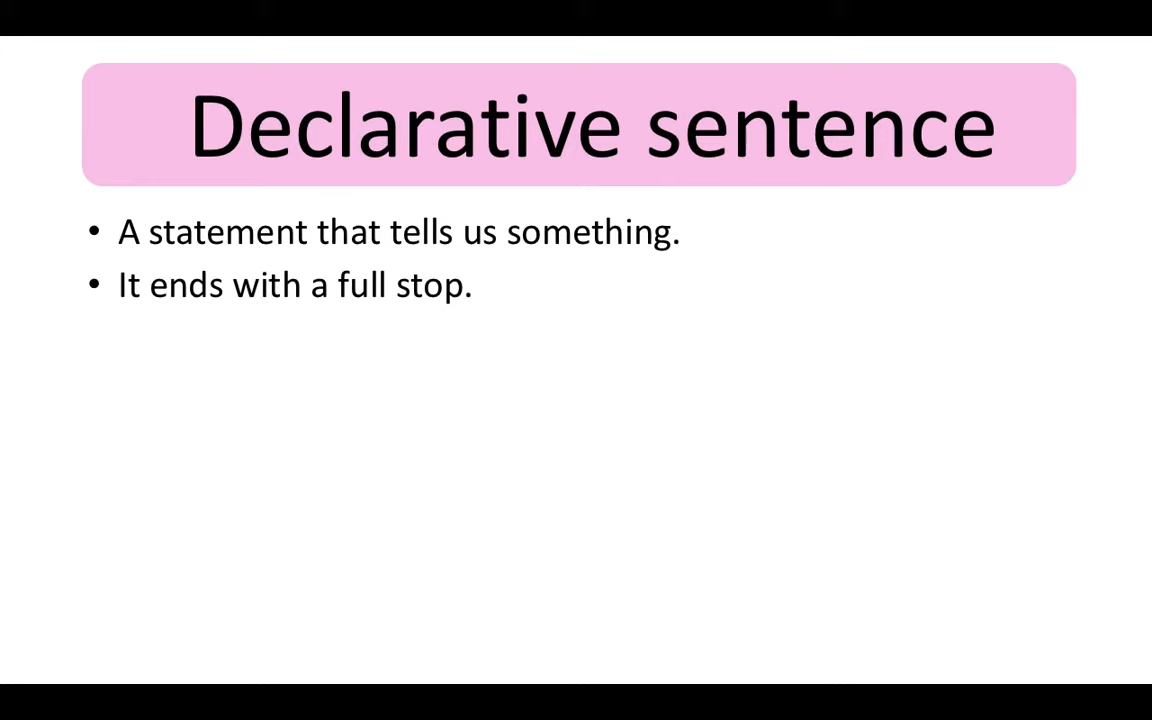 Declarative sentence
• A statement that tells us something.
• It ends with a full stop.